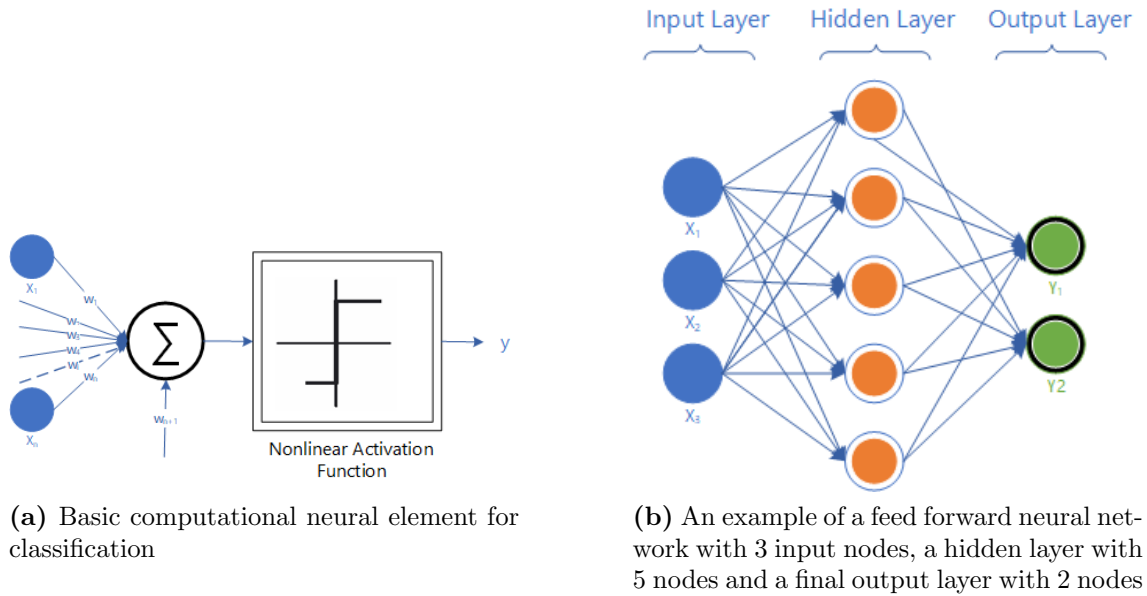 X₁
w₁
w₃
w₄
wₙ
Xₙ
wₙ₊₁
∑
y
Nonlinear Activation
Function
(a) Basic computational neural element for
classification
Input Layer
Hidden Layer
Output Layer
X₁
X₂
X₃
Y₁
Y2
(b) An example of a feed forward neural net-
work with 3 input nodes, a hidden layer with
5 nodes and a final output layer with 2 nodes